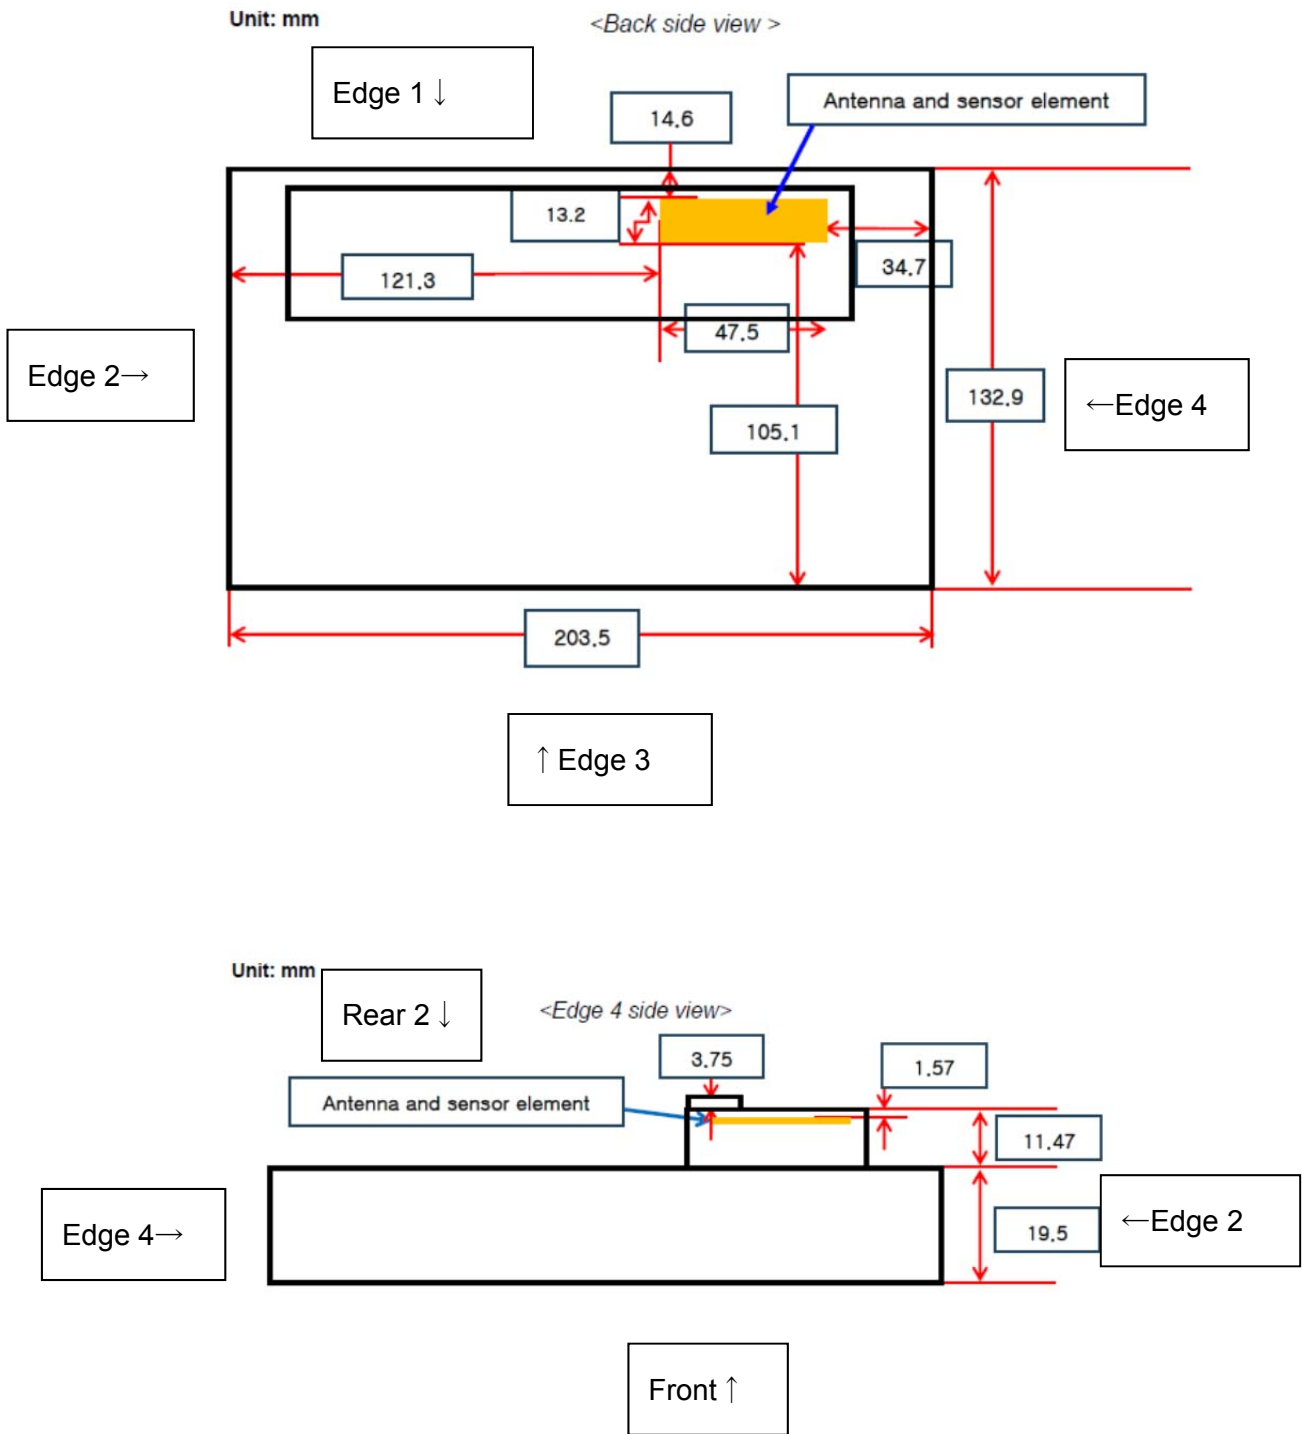 Unit: mm
<Back side view >
Edge 1 ↓
14.6
Antenna and sensor element
13.2
121.3
34.7
47.5
Edge 2→
132.9
←Edge 4
105.1
203.5
↑ Edge 3
Unit: mm
Rear 2 ↓
<Edge 4 side view>
3.75
1.57
Antenna and sensor element
11.47
Edge 4→
19.5
←Edge 2
Front ↑